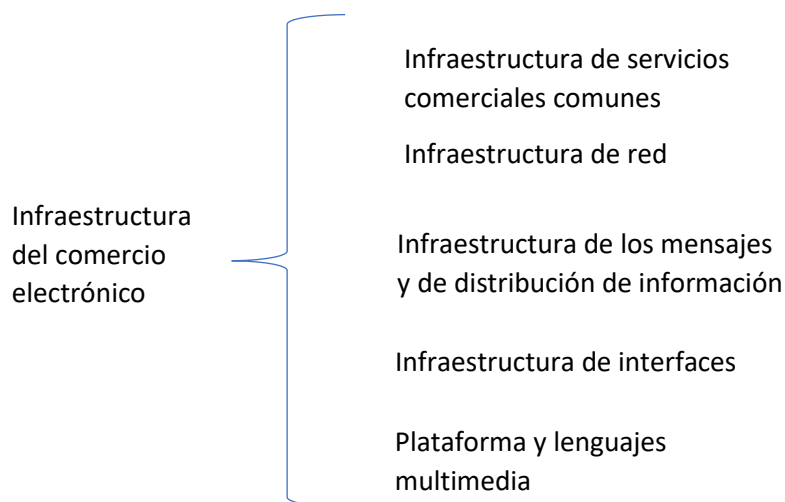 Infraestructura
del comercio
electrónico
Infraestructura de servicios
comerciales comunes
Infraestructura de red
Infraestructura de los mensajes
y de distribución de información
Infraestructura de interfaces
Plataforma y lenguajes
multimedia